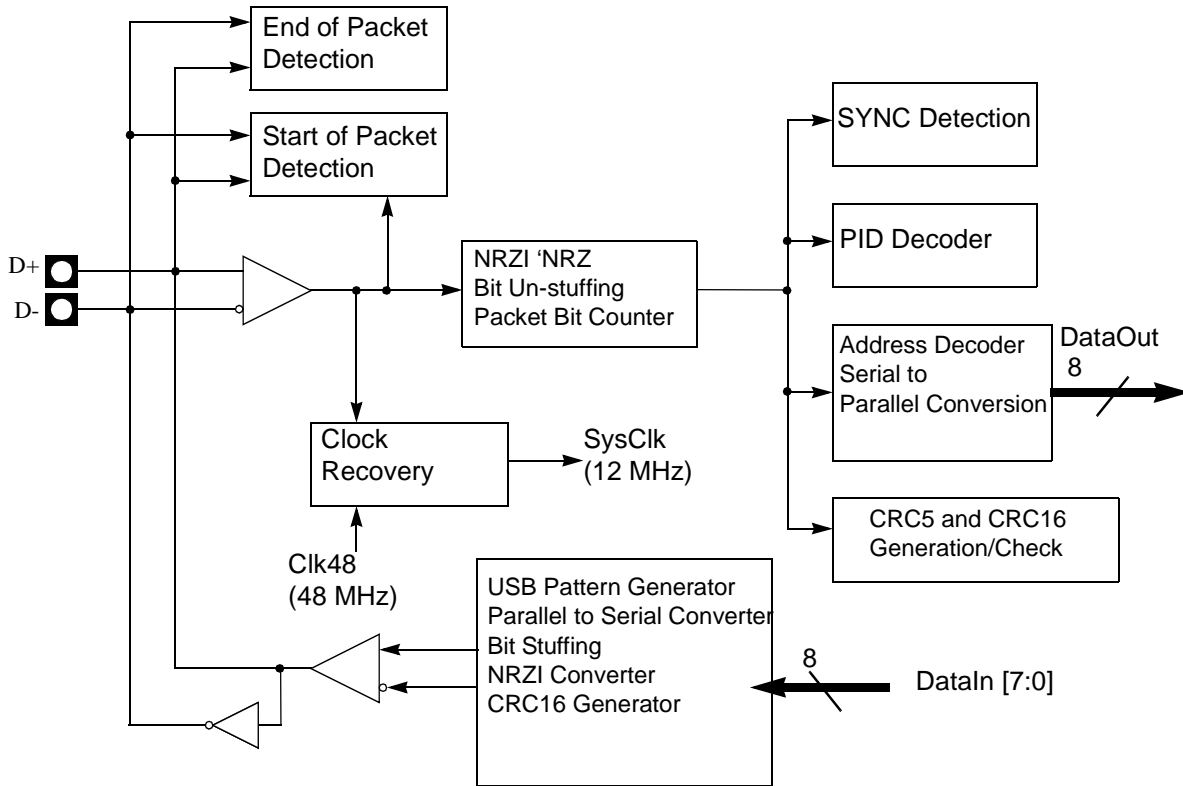 End of Packet
Detection
Start of Packet
Detection
SYNC Detection
PID Decoder
D+
D-
NRZI ‘NRZ
Bit Un-stuffing
Packet Bit Counter
Address Decoder
Serial to
Parallel Conversion
DataOut
8
Clock
Recovery
SysClk
(12 MHz)
CRC5 and CRC16
Generation/Check
Clk48
(48 MHz)
USB Pattern Generator
Parallel to Serial Converter
Bit Stuffing
NRZI Converter
CRC16 Generator
8
DataIn [7:0]